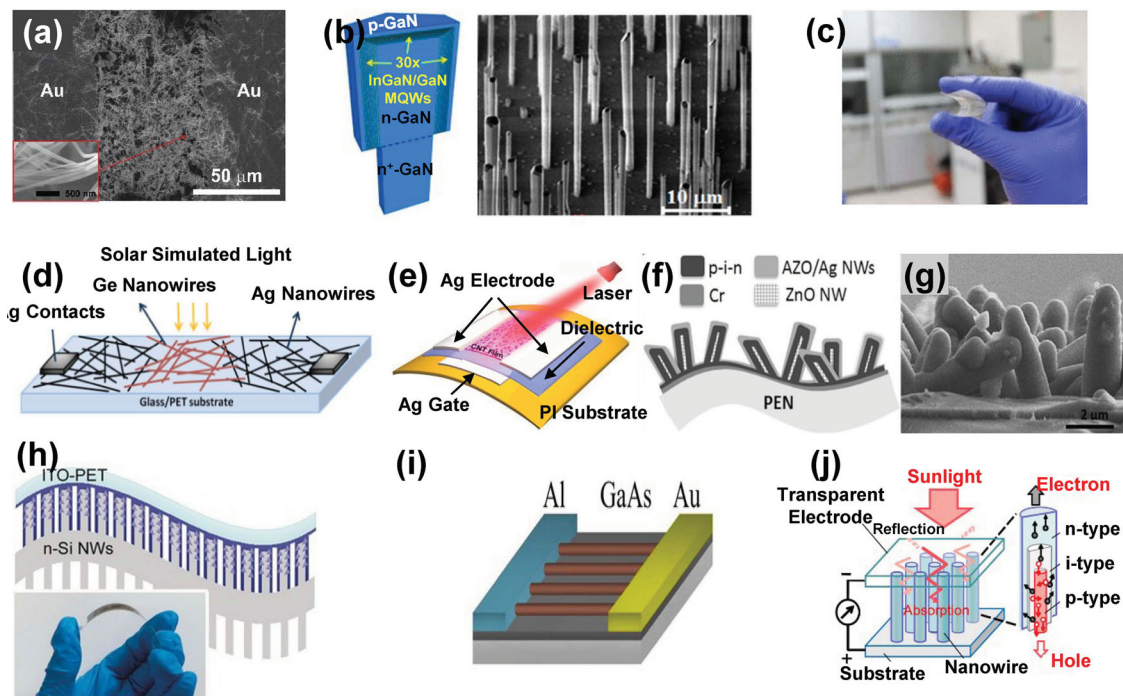 (a)
Au
Au
500 nm
50 μm
(b)
p-GaN
30x
InGaN/GaN
MQWs
n-GaN
n⁺-GaN
10 μm
(c)
(d)
Solar Simulated Light
Ge Nanowires
Ag Nanowires
Ag Contacts
Glass/PET substrate
(e)
Ag Electrode
Laser
Dielectric
CNT Film
Ag Gate
PI Substrate
(f)
p-i-n
AZO/Ag NWs
Cr
ZnO NW
PEN
(g)
2 μm
(h)
ITO-PET
n-Si NWs
(i)
Al
GaAs
Au
(j)
Sunlight
Transparent
Electrode
Reflection
Absorption
Substrate
Nanowire
Electron
n-type
i-type
p-type
Hole